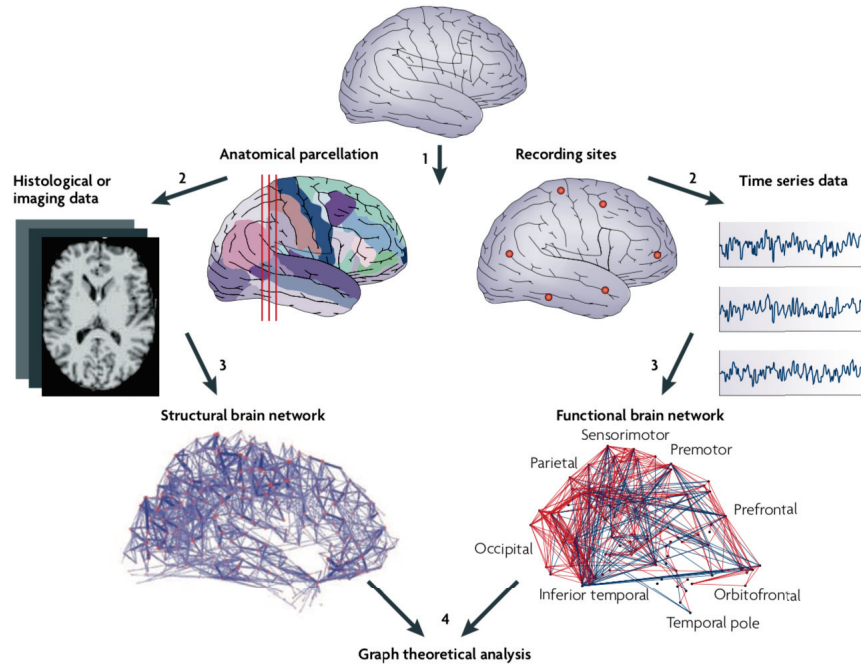 Anatomical parcellation
1
Recording sites
Histological or
imaging data
2
2
Time series data
3
3
Structural brain network
Functional brain network
Sensorimotor
Premotor
Parietal
Prefrontal
Occipital
Inferior temporal
Orbitofrontal
Temporal pole
4
Graph theoretical analysis